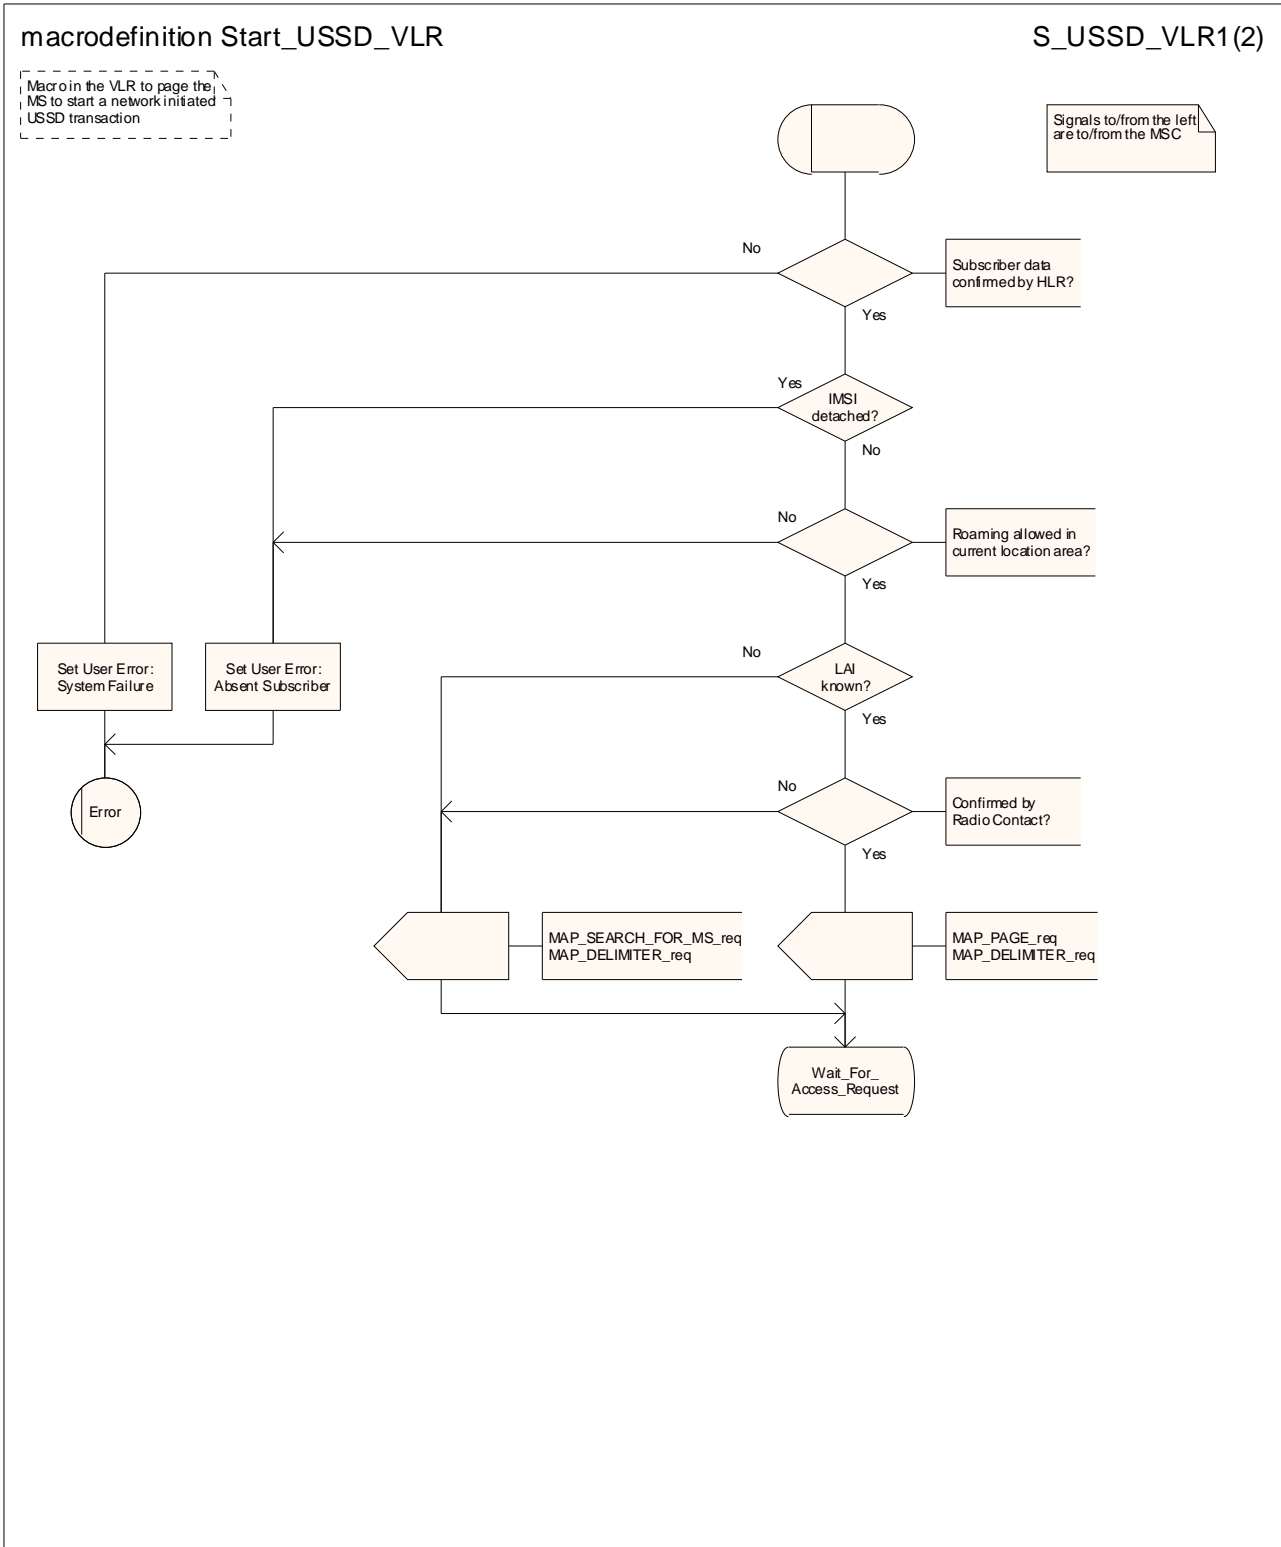 macrodefinition Start_USSD_VLR
S_USSD_VLR1(2)
Macro in the VLR to page the
MS to start a network initiated
USSD transaction
Signals to/from the left
are to/from the MSC
No
Subscriber data
confirmed by HLR?
Yes
Yes
IMSI
detached?
No
No
Roaming allowed in
current location area?
Yes
Set User Error:
System Failure
Set User Error:
Absent Subscriber
No
LAI
known?
Yes
Error
No
Confirmed by
Radio Contact?
Yes
MAP_SEARCH_FOR_MS_req
MAP_DELIMITER_req
MAP_PAGE_req
MAP_DELIMITER_req
Wait_For_
Access_Request